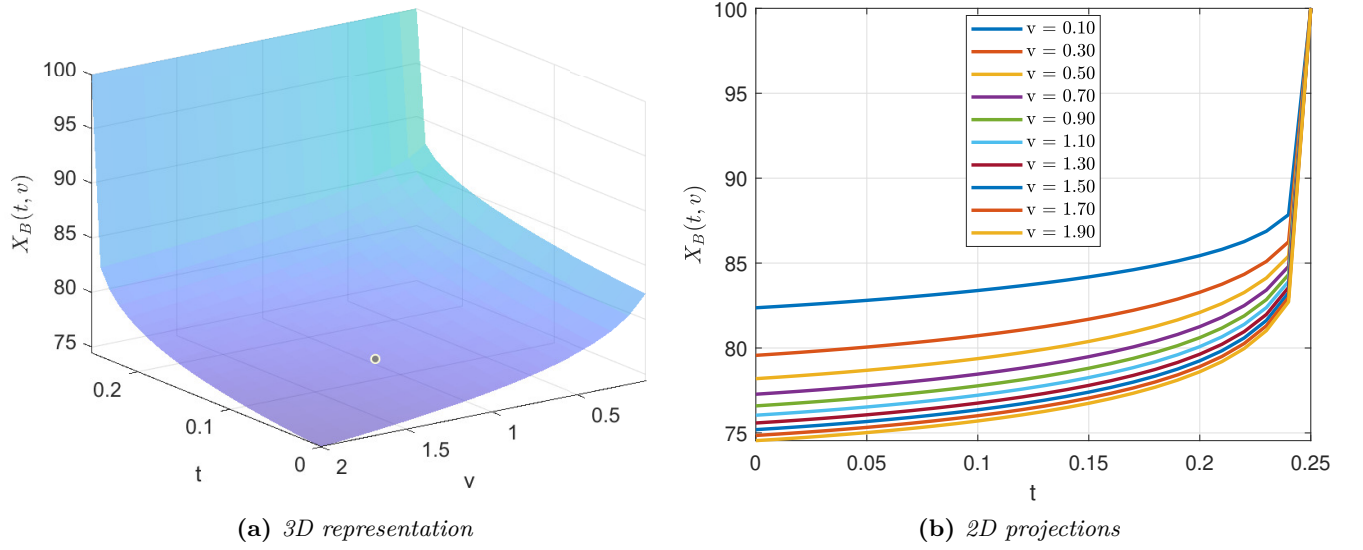 100
95
90
85
80
75
X_B(t, v)
0.2
0.1
0
t
2
1.5
1
0.5
v
(a) 3D representation
100
95
90
85
80
75
X_B(t, v)
0
0.05
0.1
0.15
0.2
0.25
t
v = 0.10
v = 0.30
v = 0.50
v = 0.70
v = 0.90
v = 1.10
v = 1.30
v = 1.50
v = 1.70
v = 1.90
(b) 2D projections